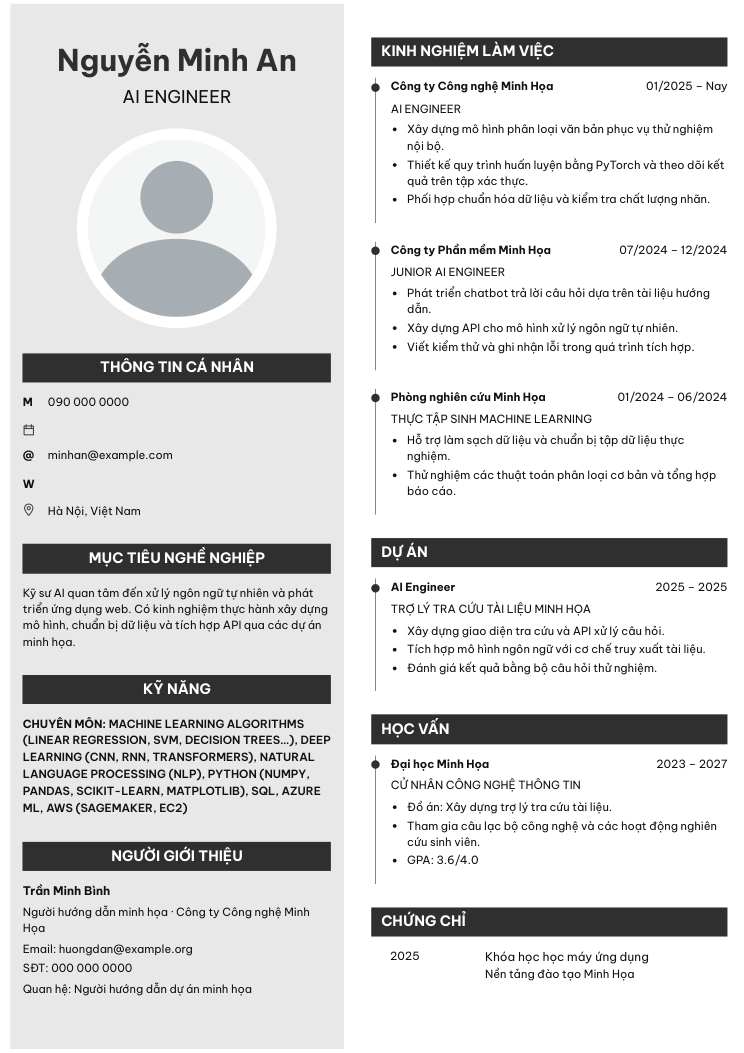 Nguyễn Minh An
AI ENGINEER
THÔNG TIN CÁ NHÂN
M 090 000 0000
@ minhan@example.com
W
Hà Nội, Việt Nam
MỤC TIÊU NGHỀ NGHIỆP
Kỹ sư AI quan tâm đến xử lý ngôn ngữ tự nhiên và phát
triển ứng dụng web. Có kinh nghiệm thực hành xây dựng
mô hình, chuẩn bị dữ liệu và tích hợp API qua các dự án
minh họa.
KỸ NĂNG
CHUYÊN MÔN: MACHINE LEARNING ALGORITHMS
(LINEAR REGRESSION, SVM, DECISION TREES...), DEEP
LEARNING (CNN, RNN, TRANSFORMERS), NATURAL
LANGUAGE PROCESSING (NLP), PYTHON (NUMPY,
PANDAS, SCIKIT-LEARN, MATPLOTLIB), SQL, AZURE
ML, AWS (SAGEMAKER, EC2)
NGƯỜI GIỚI THIỆU
Trần Minh Bình
Người hướng dẫn minh họa · Công ty Công nghệ Minh
Họa
Email: huongdan@example.org
SĐT: 000 000 0000
Quan hệ: Người hướng dẫn dự án minh họa
KINH NGHIỆM LÀM VIỆC
Công ty Công nghệ Minh Họa 01/2025 – Nay
AI ENGINEER
• Xây dựng mô hình phân loại văn bản phục vụ thử nghiệm
nội bộ.
• Thiết kế quy trình huấn luyện bằng PyTorch và theo dõi kết
quả trên tập xác thực.
• Phối hợp chuẩn hóa dữ liệu và kiểm tra chất lượng nhãn.
Công ty Phần mềm Minh Họa 07/2024 – 12/2024
JUNIOR AI ENGINEER
• Phát triển chatbot trả lời câu hỏi dựa trên tài liệu hướng
dẫn.
• Xây dựng API cho mô hình xử lý ngôn ngữ tự nhiên.
• Viết kiểm thử và ghi nhận lỗi trong quá trình tích hợp.
Phòng nghiên cứu Minh Họa 01/2024 – 06/2024
THỰC TẬP SINH MACHINE LEARNING
• Hỗ trợ làm sạch dữ liệu và chuẩn bị tập dữ liệu thực
nghiệm.
• Thử nghiệm các thuật toán phân loại cơ bản và tổng hợp
báo cáo.
DỰ ÁN
AI Engineer 2025 – 2025
TRỢ LÝ TRA CỨU TÀI LIỆU MINH HỌA
• Xây dựng giao diện tra cứu và API xử lý câu hỏi.
• Tích hợp mô hình ngôn ngữ với cơ chế truy xuất tài liệu.
• Đánh giá kết quả bằng bộ câu hỏi thử nghiệm.
HỌC VẤN
Đại học Minh Họa 2023 – 2027
CỬ NHÂN CÔNG NGHỆ THÔNG TIN
• Đồ án: Xây dựng trợ lý tra cứu tài liệu.
• Tham gia câu lạc bộ công nghệ và các hoạt động nghiên
cứu sinh viên.
• GPA: 3.6/4.0
CHỨNG CHỈ
2025 Khóa học học máy ứng dụng
Nền tảng đào tạo Minh Họa